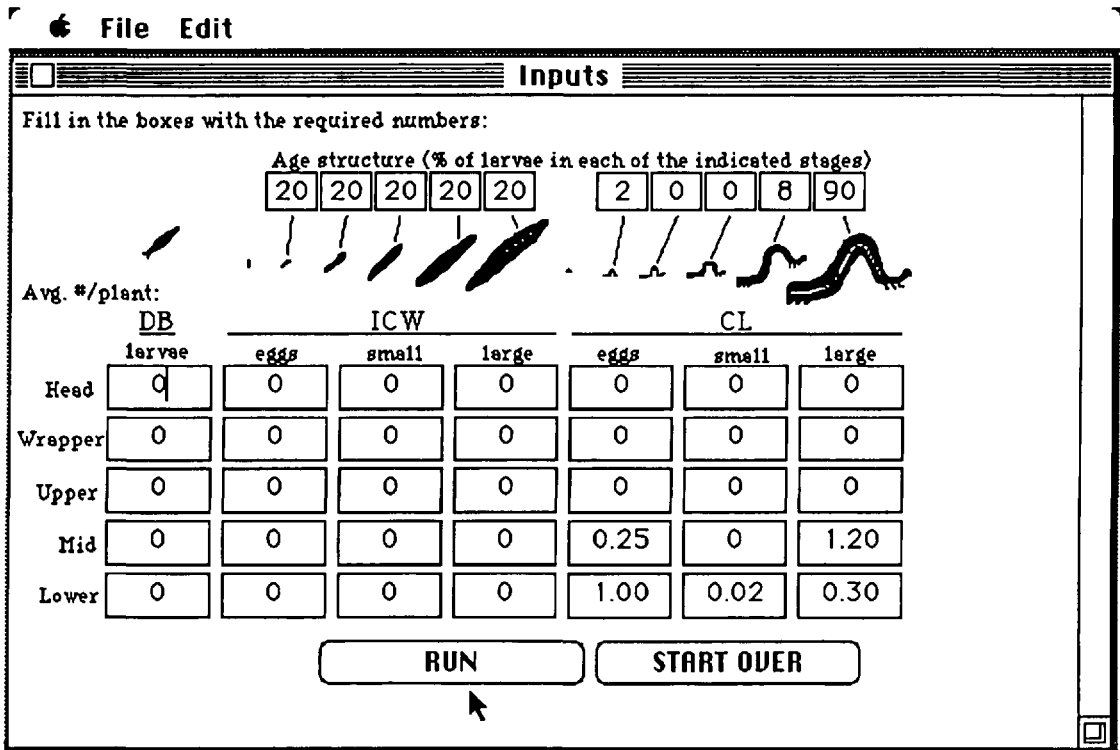 File Edit
Inputs
Fill in the boxes with the required numbers:
Age structure (% of larvae in each of the indicated stages)
20 20 20 20 20 2 0 0 8 90
Avg. #/plant:
DB ICW CL
larvae eggs small large eggs small large
Head 0 0 0 0 0 0 0
Wrapper 0 0 0 0 0 0 0
Upper 0 0 0 0 0 0 0
Mid 0 0 0 0 0.25 0 1.20
Lower 0 0 0 0 1.00 0.02 0.30
RUN START OVER